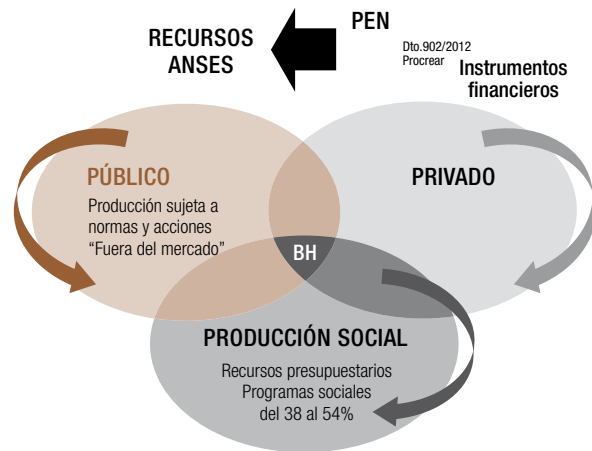 RECURSOS
ANSES
PEN
Dto.902/2012
Procrear
Instrumentos
financieros
PÚBLICO
Producción sujeta a
normas y acciones
“Fuera del mercado”
PRIVADO
BH
PRODUCCIÓN SOCIAL
Recursos presupuestarios
Programas sociales
del 38 al 54%